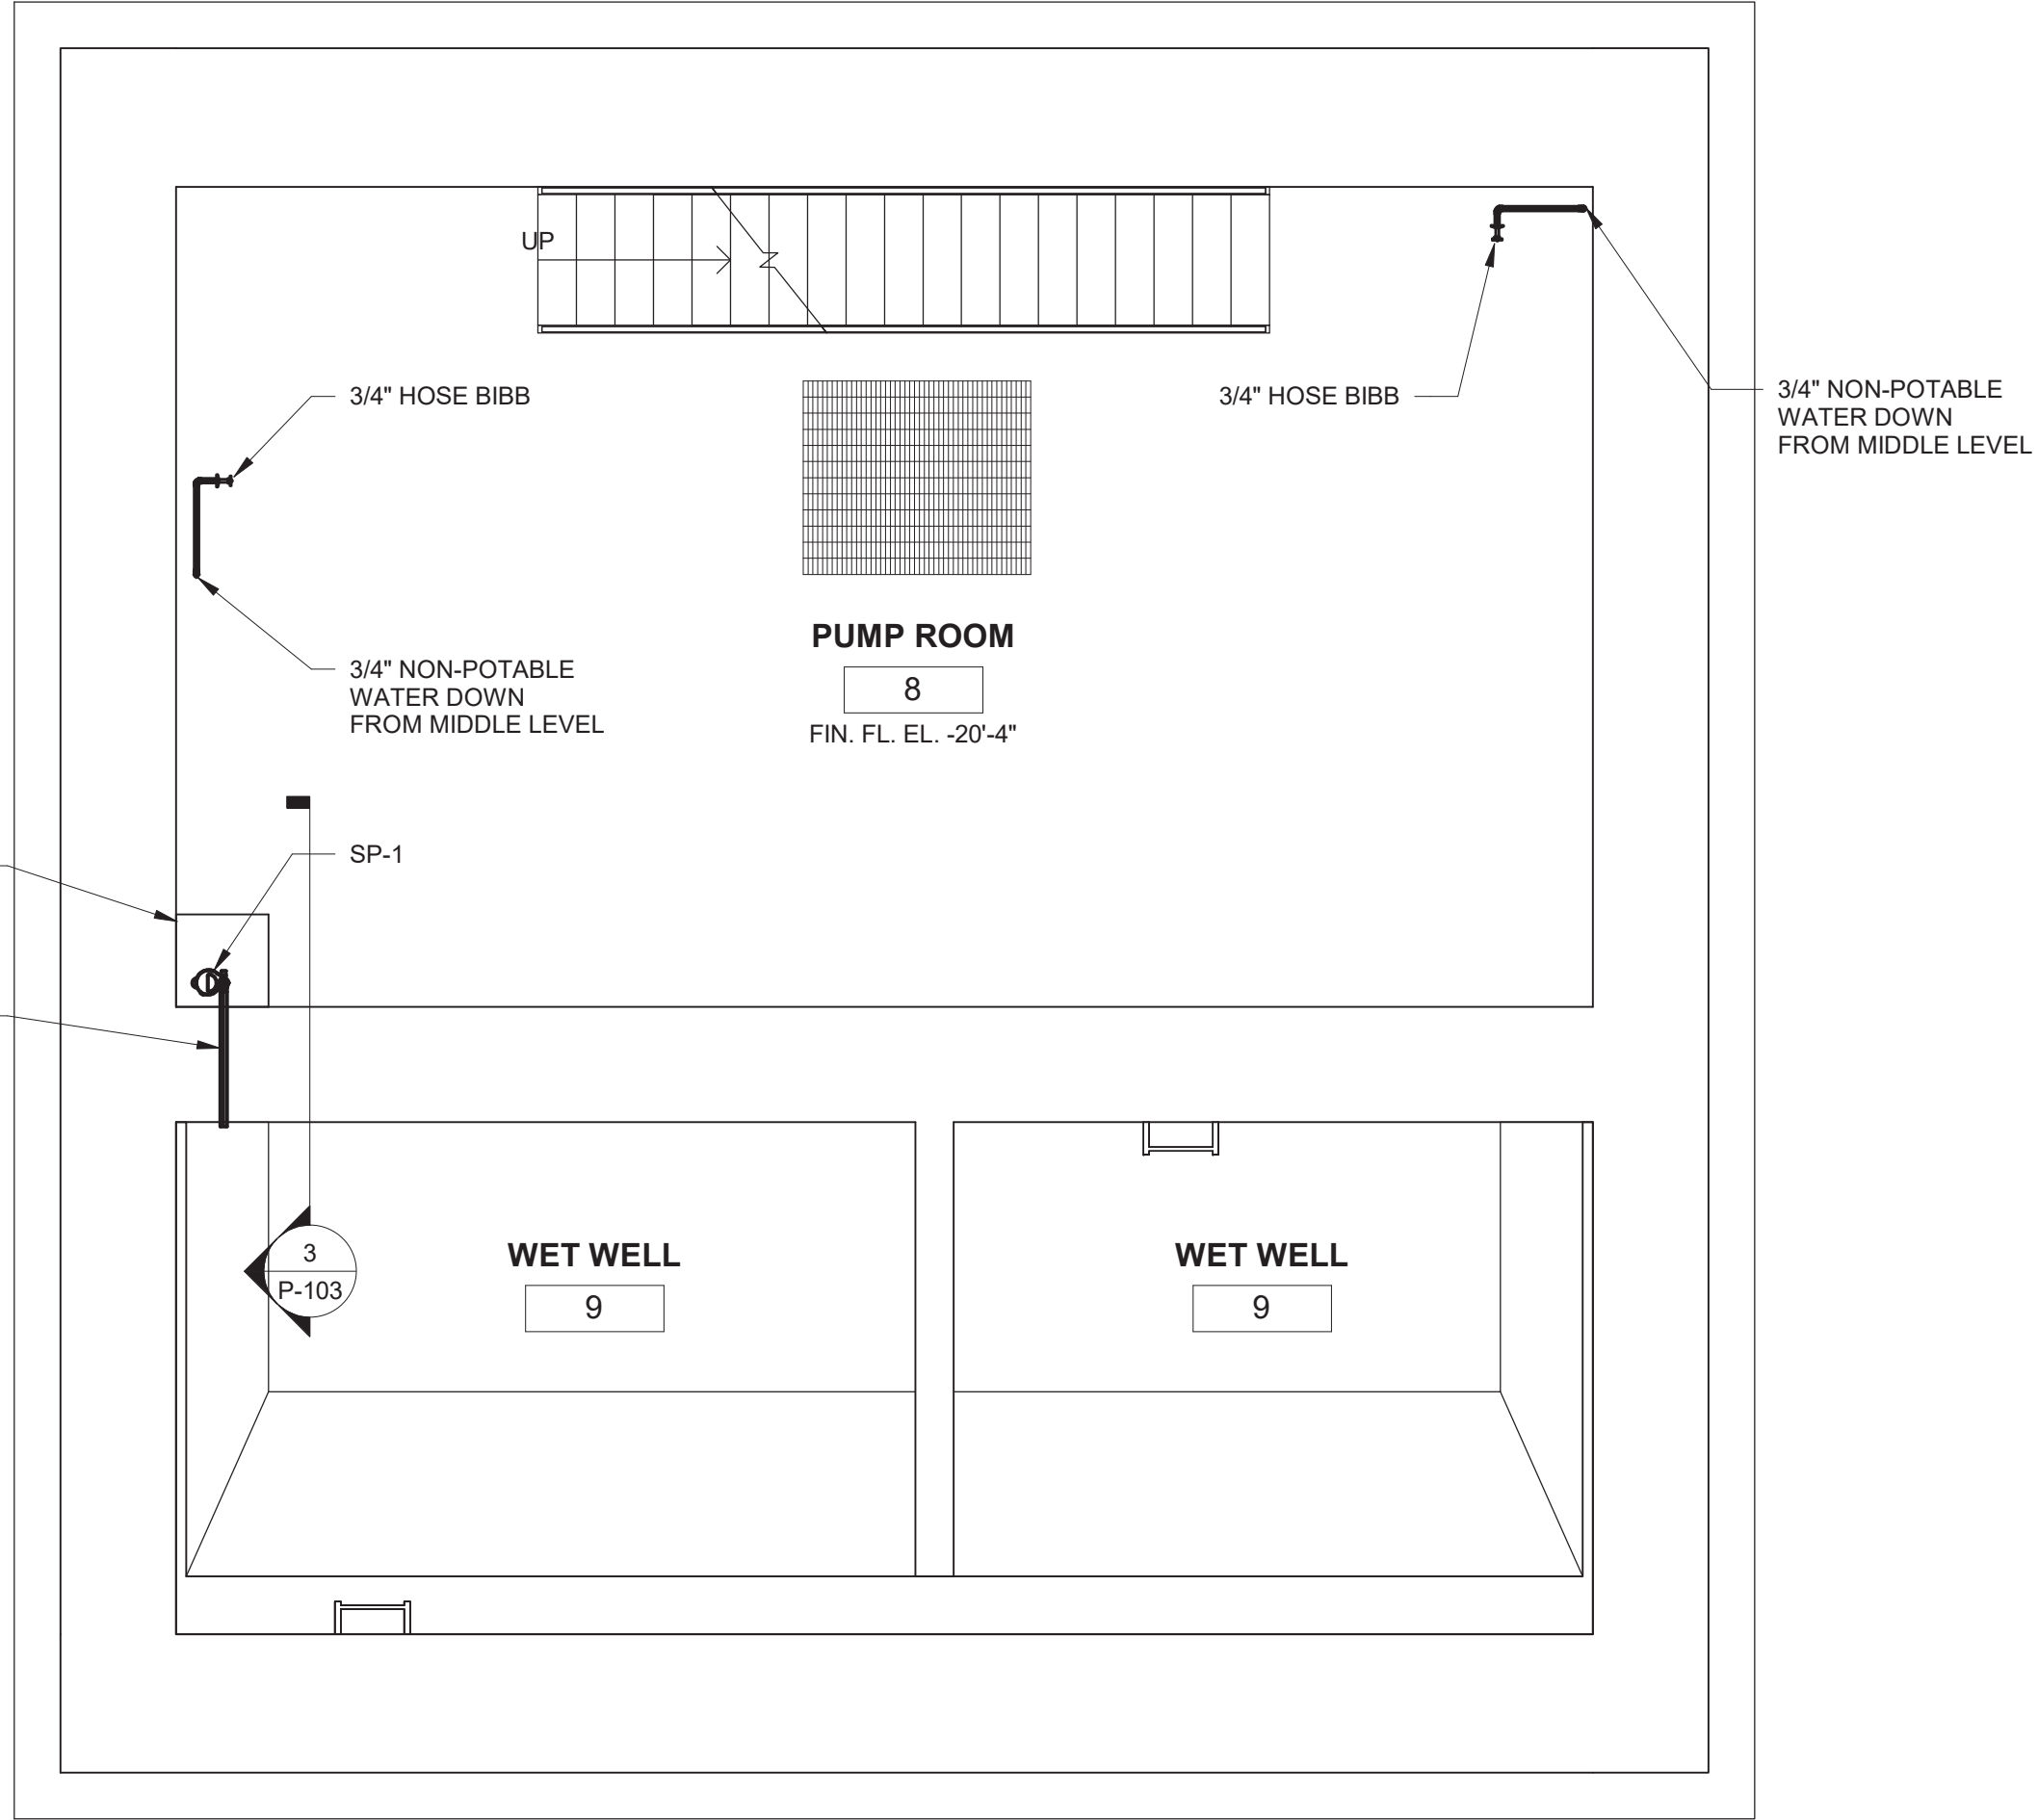 UP
3/4" HOSE BIBB
3/4" HOSE BIBB
3/4" NON-POTABLE
WATER DOWN
FROM MIDDLE LEVEL
PUMP ROOM
8
FIN. FL. EL. -20'-4"
3/4" NON-POTABLE
WATER DOWN
FROM MIDDLE LEVEL
SP-1
3
P-103
WET WELL
9
WET WELL
9